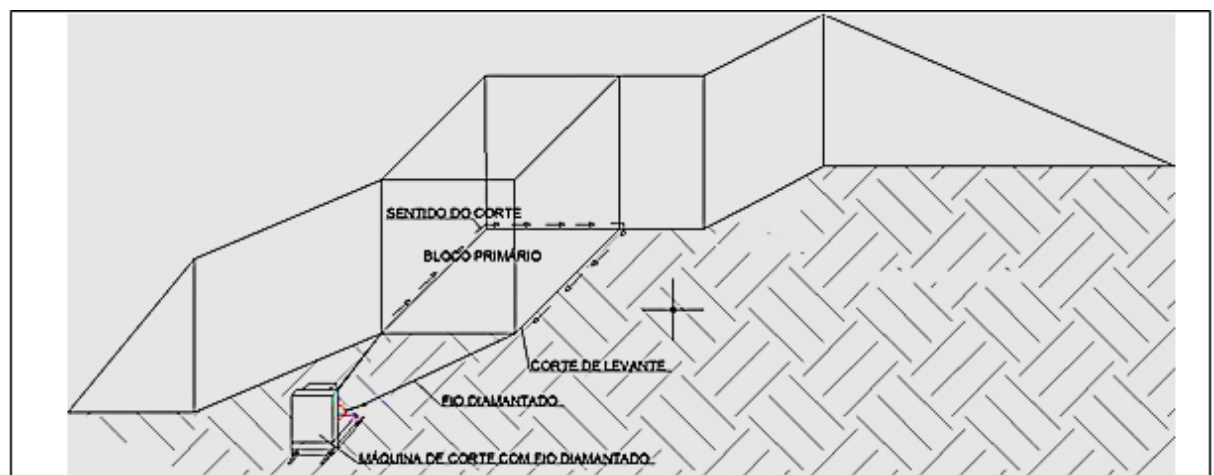 SENTIDO DO CORTE
BLOCO PRIMÁRIO
CORTE DE LEVANTE
FIO DIAMANTADO
MÁQUINA DE CORTE COM FIO DIAMANTADO